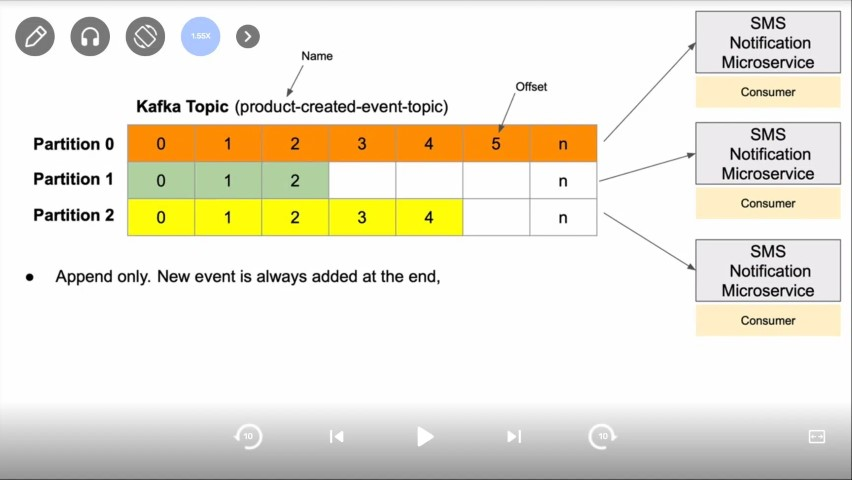 1.55X
Name
Kafka Topic (product-created-event-topic)
Offset
Partition 0 0 1 2 3 4 5 n
Partition 1 0 1 2 n
Partition 2 0 1 2 3 4 n
SMS
Notification
Microservice
Consumer
SMS
Notification
Microservice
Consumer
SMS
Notification
Microservice
Consumer
● Append only. New event is always added at the end,
10
10